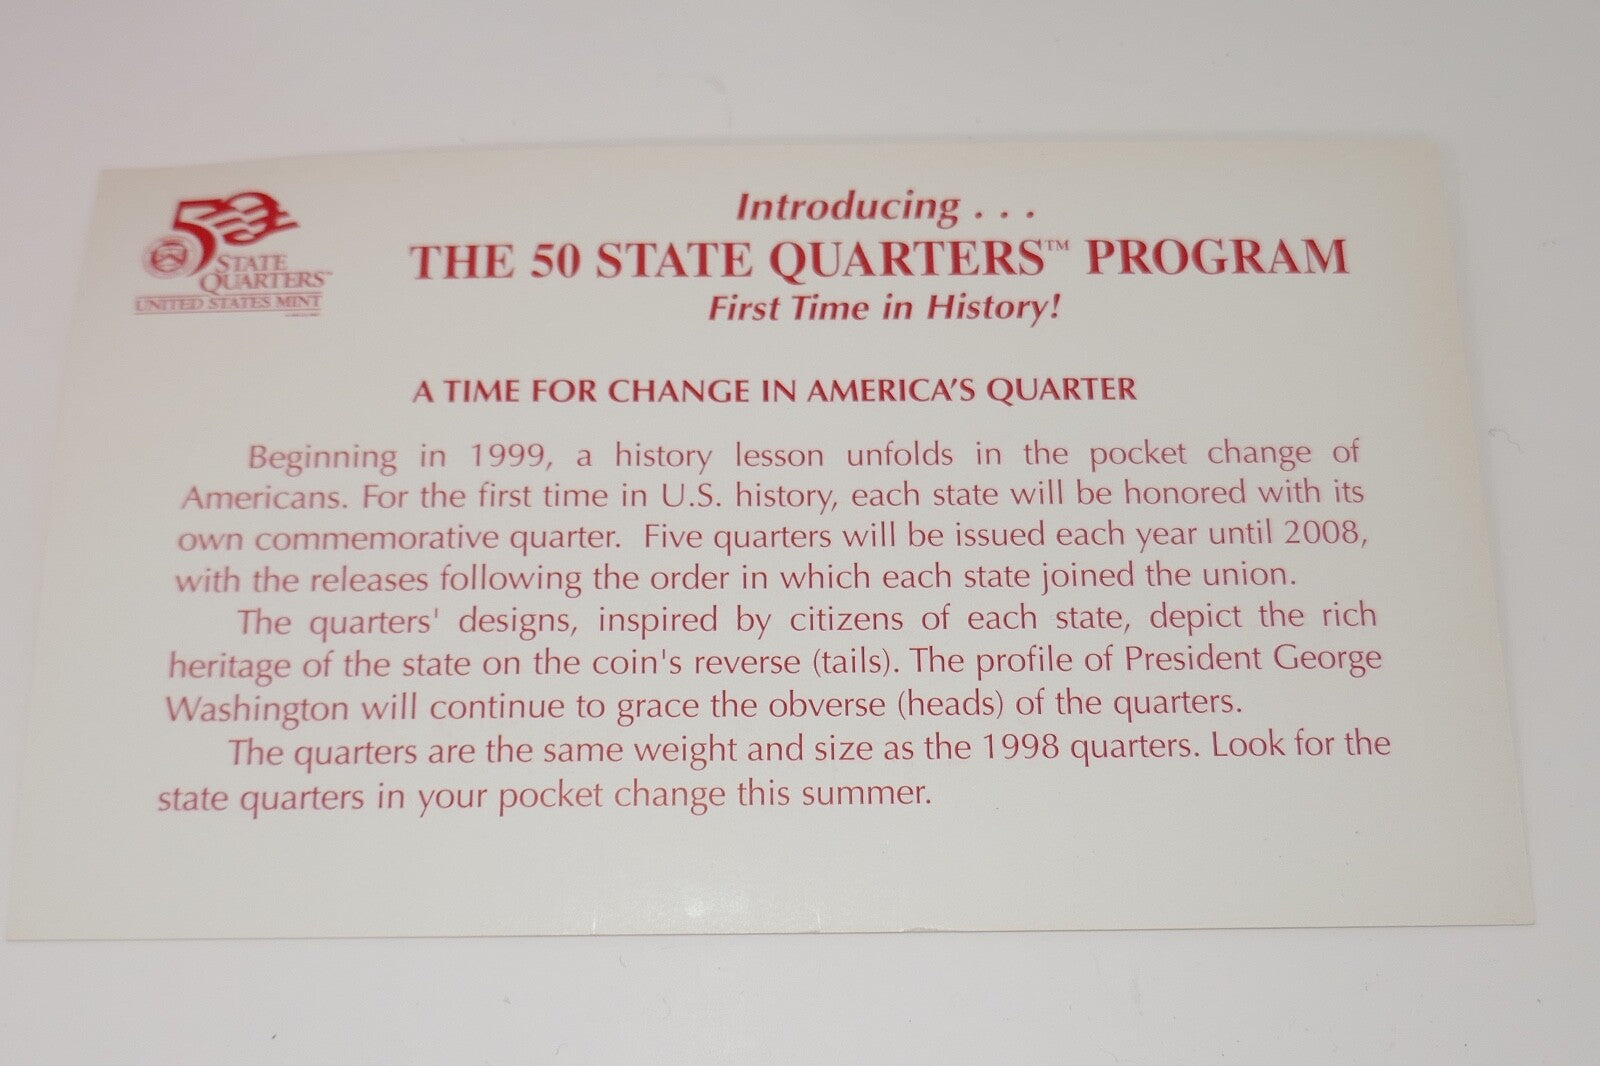 50
STATE
QUARTERS™
UNITED STATES MINT
Introducing . . .
THE 50 STATE QUARTERS™ PROGRAM
First Time in History!
A TIME FOR CHANGE IN AMERICA'S QUARTER
Beginning in 1999, a history lesson unfolds in the pocket change of
Americans. For the first time in U.S. history, each state will be honored with its
own commemorative quarter. Five quarters will be issued each year until 2008,
with the releases following the order in which each state joined the union.
The quarters' designs, inspired by citizens of each state, depict the rich
heritage of the state on the coin's reverse (tails). The profile of President George
Washington will continue to grace the obverse (heads) of the quarters.
The quarters are the same weight and size as the 1998 quarters. Look for the
state quarters in your pocket change this summer.